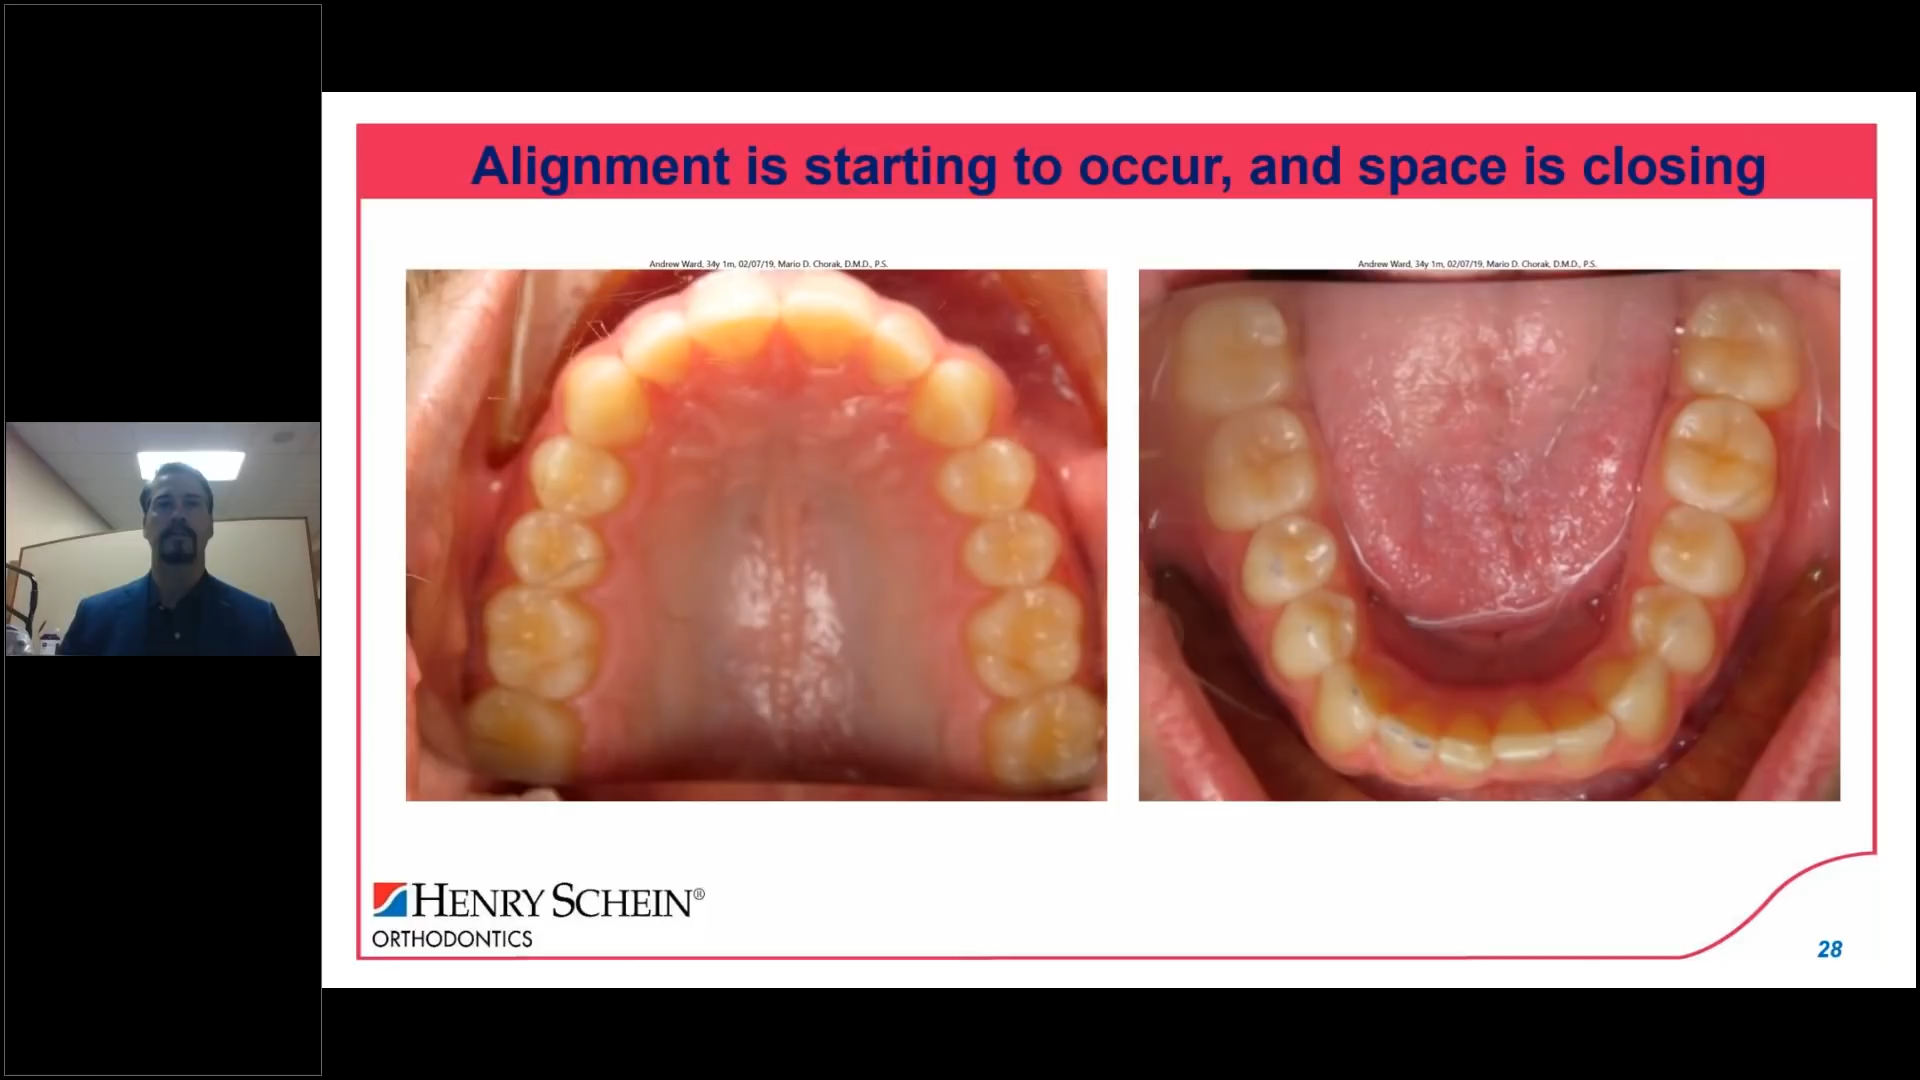 Alignment is starting to occur, and space is closing
Andrew Ward, 34y 1m, 02/07/19, Mario D. Chorak, D.M.D., P.S.
Andrew Ward, 34y 1m, 02/07/19, Mario D. Chorak, D.M.D., P.S.
HENRY SCHEIN®
ORTHODONTICS
28